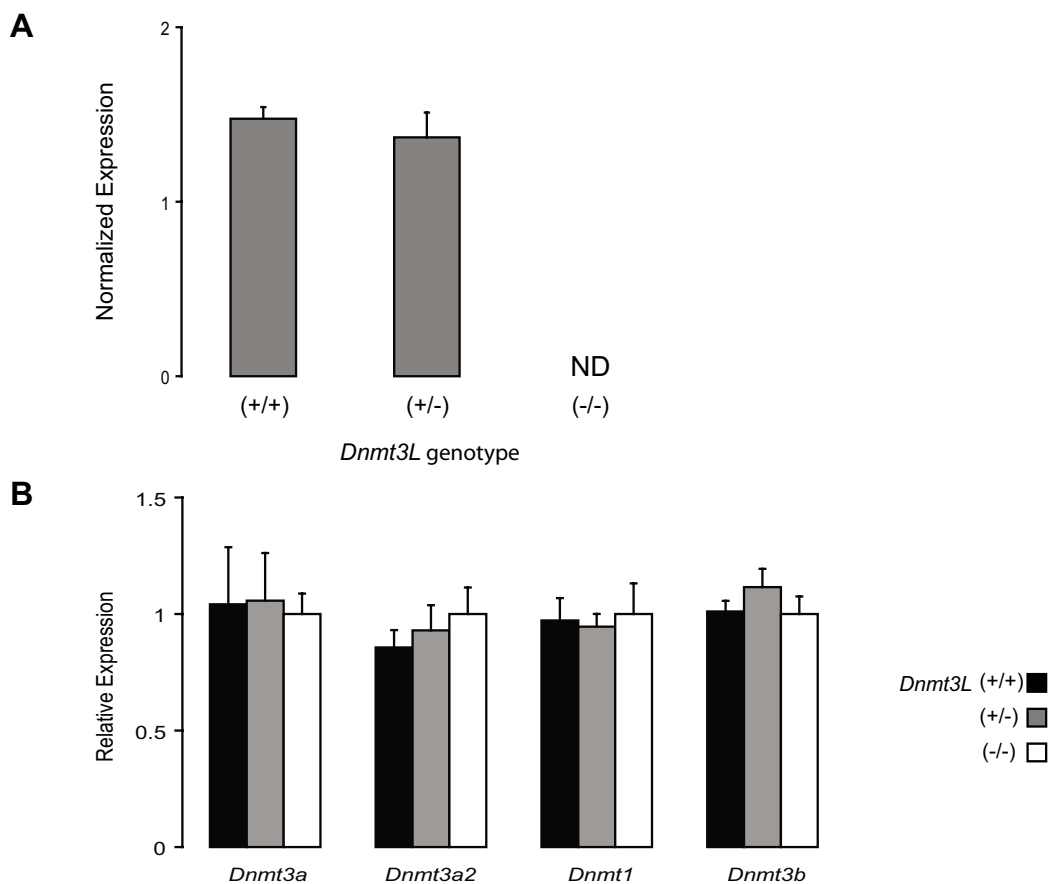 A
2
Normalized Expression
1
0
ND
(+/+) (+/-) (-/-)
Dnmt3L genotype
B
1.5
Relative Expression
1
0.5
0
Dnmt3a Dnmt3a2 Dnmt1 Dnmt3b
Dnmt3L (+/+)
(+/-)
(-/-)